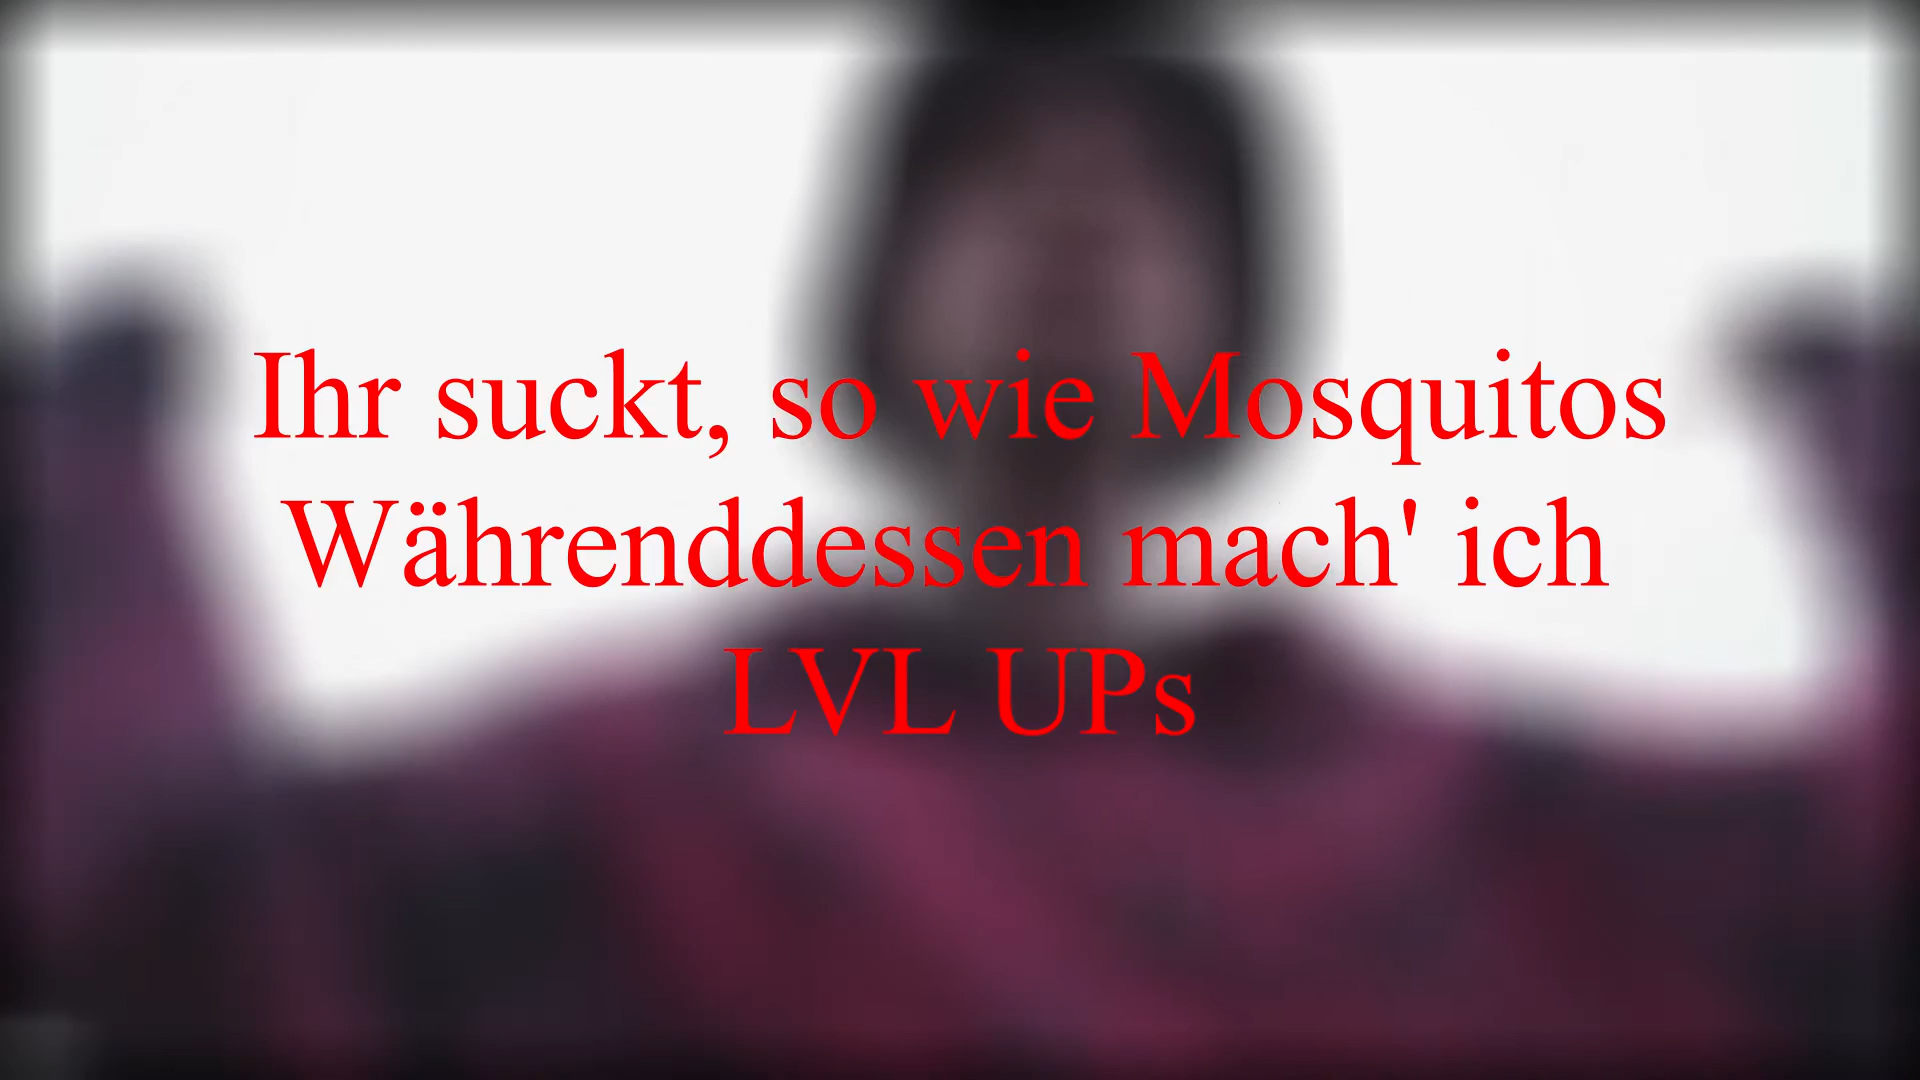 Ihr suckt, so wie Mosquitos
Währenddessen mach' ich
LVL UPs